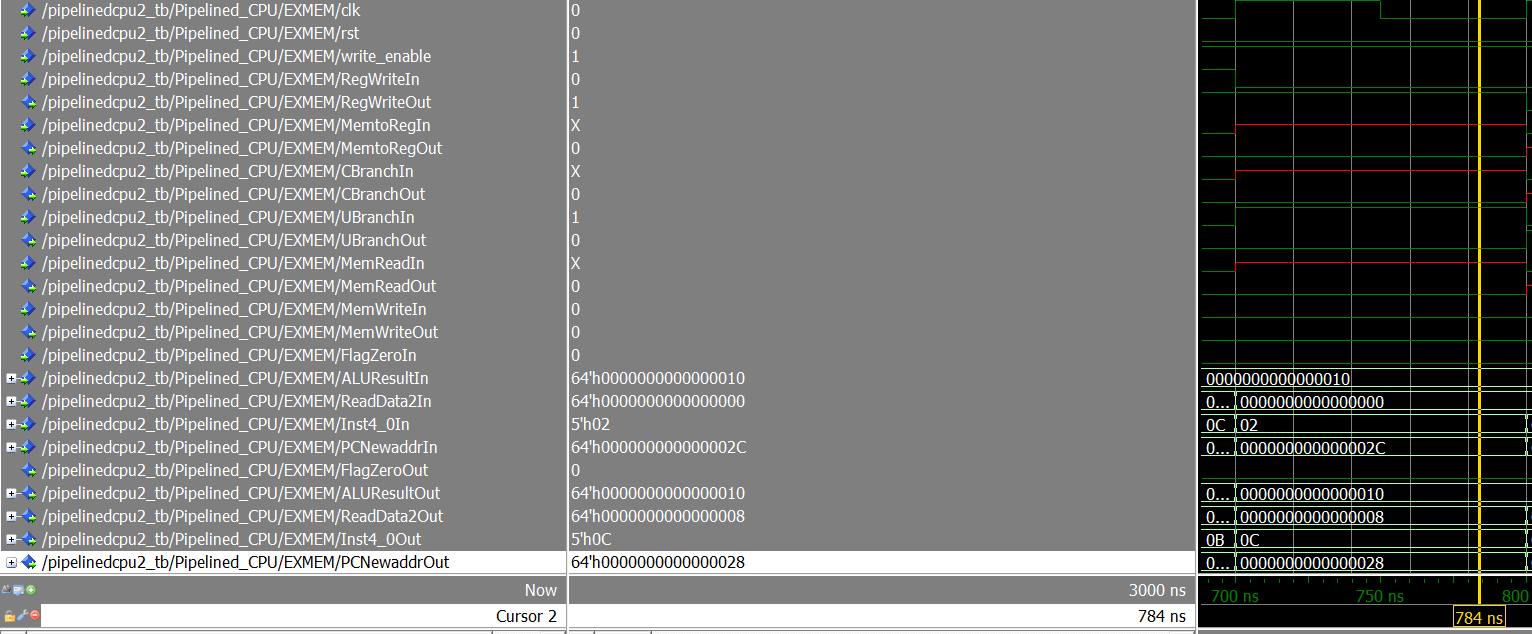 /pipelinedcpu2_tb/Pipelined_CPU/EXMEM/clk 0
/pipelinedcpu2_tb/Pipelined_CPU/EXMEM/rst 0
/pipelinedcpu2_tb/Pipelined_CPU/EXMEM/write_enable 1
/pipelinedcpu2_tb/Pipelined_CPU/EXMEM/RegWriteIn 0
/pipelinedcpu2_tb/Pipelined_CPU/EXMEM/RegWriteOut 1
/pipelinedcpu2_tb/Pipelined_CPU/EXMEM/MemtoRegIn X
/pipelinedcpu2_tb/Pipelined_CPU/EXMEM/MemtoRegOut 0
/pipelinedcpu2_tb/Pipelined_CPU/EXMEM/CBranchIn X
/pipelinedcpu2_tb/Pipelined_CPU/EXMEM/CBranchOut 0
/pipelinedcpu2_tb/Pipelined_CPU/EXMEM/UBranchIn 1
/pipelinedcpu2_tb/Pipelined_CPU/EXMEM/UBranchOut 0
/pipelinedcpu2_tb/Pipelined_CPU/EXMEM/MemReadIn X
/pipelinedcpu2_tb/Pipelined_CPU/EXMEM/MemReadOut 0
/pipelinedcpu2_tb/Pipelined_CPU/EXMEM/MemWriteIn 0
/pipelinedcpu2_tb/Pipelined_CPU/EXMEM/MemWriteOut 0
/pipelinedcpu2_tb/Pipelined_CPU/EXMEM/FlagZeroIn 0
/pipelinedcpu2_tb/Pipelined_CPU/EXMEM/ALUResultIn 64'h0000000000000010 0000000000000010
/pipelinedcpu2_tb/Pipelined_CPU/EXMEM/ReadData2In 64'h0000000000000000 0... 0000000000000000
/pipelinedcpu2_tb/Pipelined_CPU/EXMEM/Inst4_0In 5'h02 0C 02
/pipelinedcpu2_tb/Pipelined_CPU/EXMEM/PCNewaddrIn 64'h000000000000002C 0... 000000000000002C
/pipelinedcpu2_tb/Pipelined_CPU/EXMEM/FlagZeroOut 0
/pipelinedcpu2_tb/Pipelined_CPU/EXMEM/ALUResultOut 64'h0000000000000010 0... 0000000000000010
/pipelinedcpu2_tb/Pipelined_CPU/EXMEM/ReadData2Out 64'h0000000000000008 0... 0000000000000008
/pipelinedcpu2_tb/Pipelined_CPU/EXMEM/Inst4_0Out 5'h0C 0B 0C
/pipelinedcpu2_tb/Pipelined_CPU/EXMEM/PCNewaddrOut 64'h0000000000000028 0... 0000000000000028
Now 3000 ns 700 ns 750 ns 800
Cursor 2 784 ns 784 ns